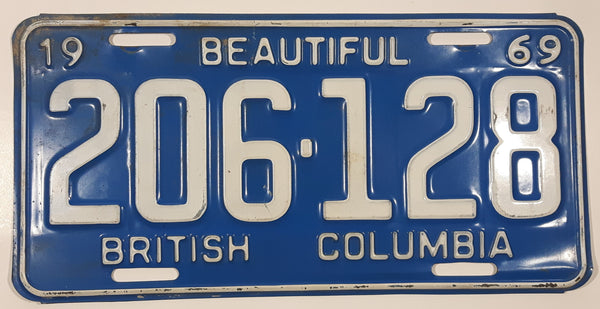 19 BEAUTIFUL 69
206·128
BRITISH COLUMBIA